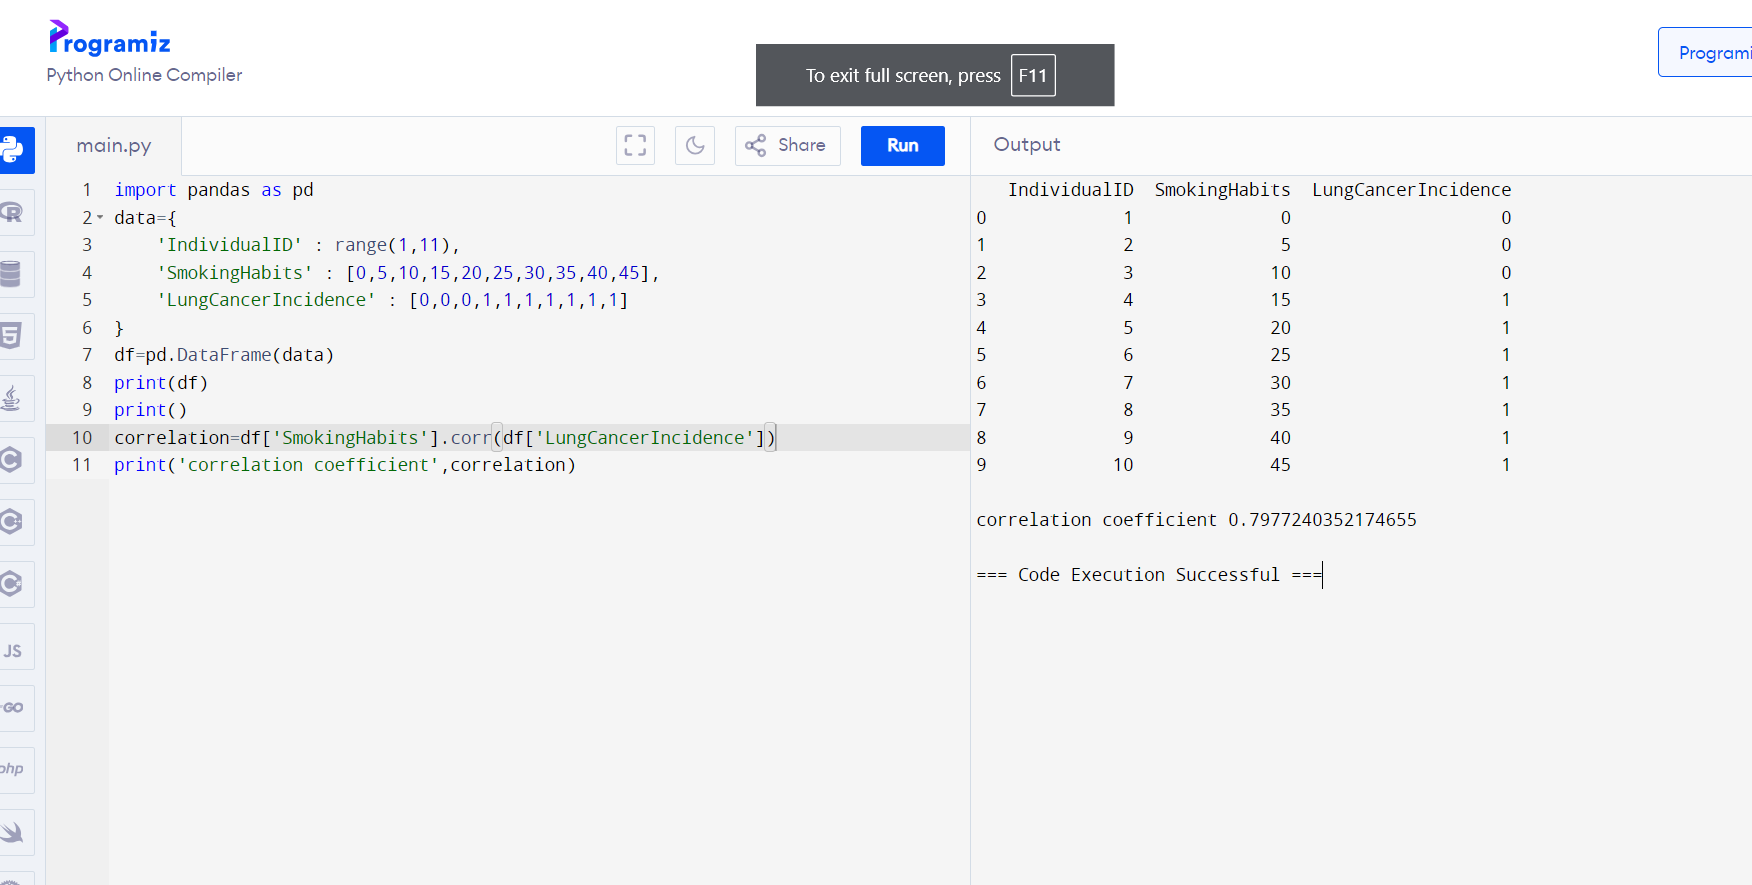 Programiz
Python Online Compiler
To exit full screen, press F11
Programi
main.py
Share
Run
Output
1 import pandas as pd
2 data={
3 'IndividualID' : range(1,11),
4 'SmokingHabits' : [0,5,10,15,20,25,30,35,40,45],
5 'LungCancerIncidence' : [0,0,0,1,1,1,1,1,1,1]
6 }
7 df=pd.DataFrame(data)
8 print(df)
9 print()
10 correlation=df['SmokingHabits'].corr(df['LungCancerIncidence'])
11 print('correlation coefficient',correlation)
IndividualID SmokingHabits LungCancerIncidence
0 1 0 0
1 2 5 0
2 3 10 0
3 4 15 1
4 5 20 1
5 6 25 1
6 7 30 1
7 8 35 1
8 9 40 1
9 10 45 1
correlation coefficient 0.7977240352174655
=== Code Execution Successful ===
R
5
C
C+
C#
JS
GO
php